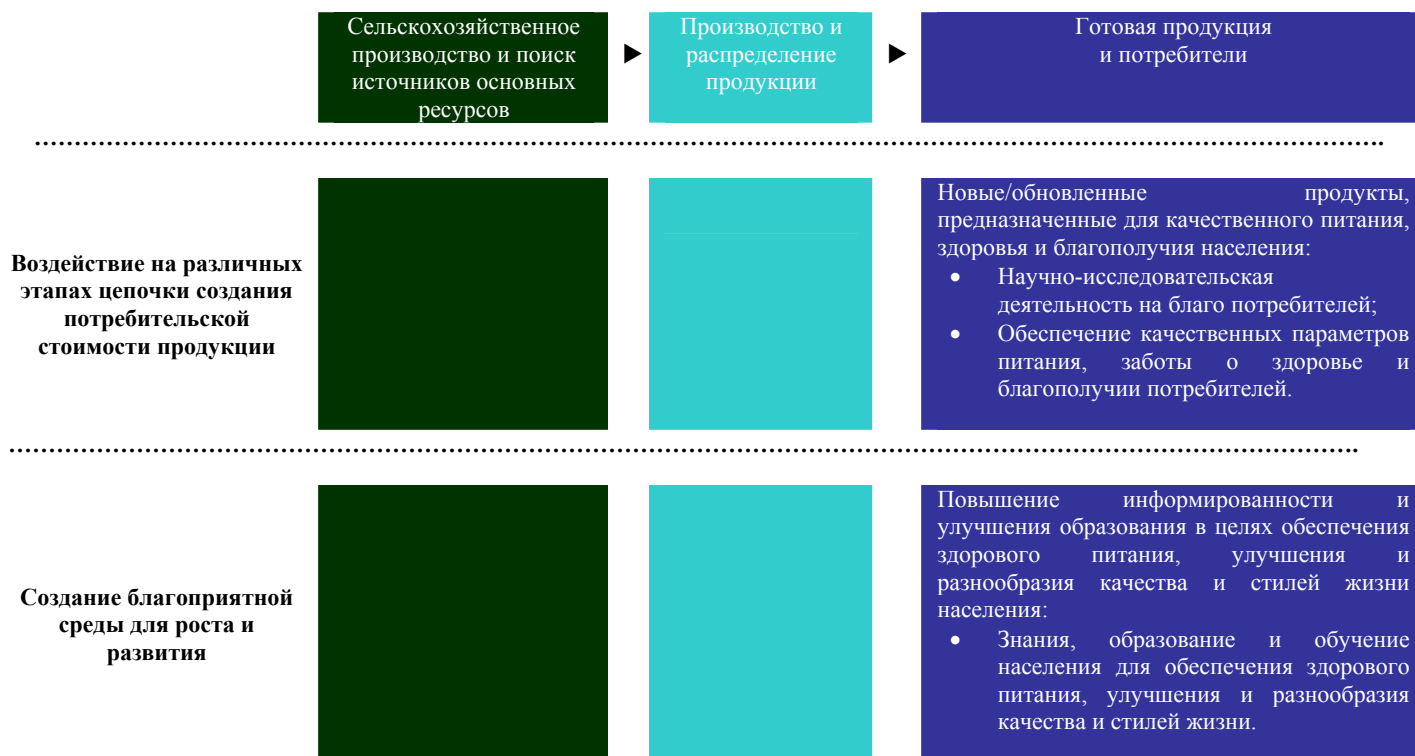 Сельскохозяйственное
производство и поиск
источников основных
ресурсов
▶
Производство и
распределение
продукции
▶
Готовая продукция
и потребители
Воздействие на различных
этапах цепочки создания
потребительской
стоимости продукции
Новые/обновленные продукты,
предназначенные для качественного питания,
здоровья и благополучия населения:
• Научно-исследовательская
деятельность на благо потребителей;
• Обеспечение качественных параметров
питания, заботы о здоровье и
благополучии потребителей.
Создание благоприятной
среды для роста и
развития
Повышение информированности и
улучшения образования в целях обеспечения
здорового питания, улучшения и
разнообразия качества и стилей жизни
населения:
• Знания, образование и обучение
населения для обеспечения здорового
питания, улучшения и разнообразия
качества и стилей жизни.